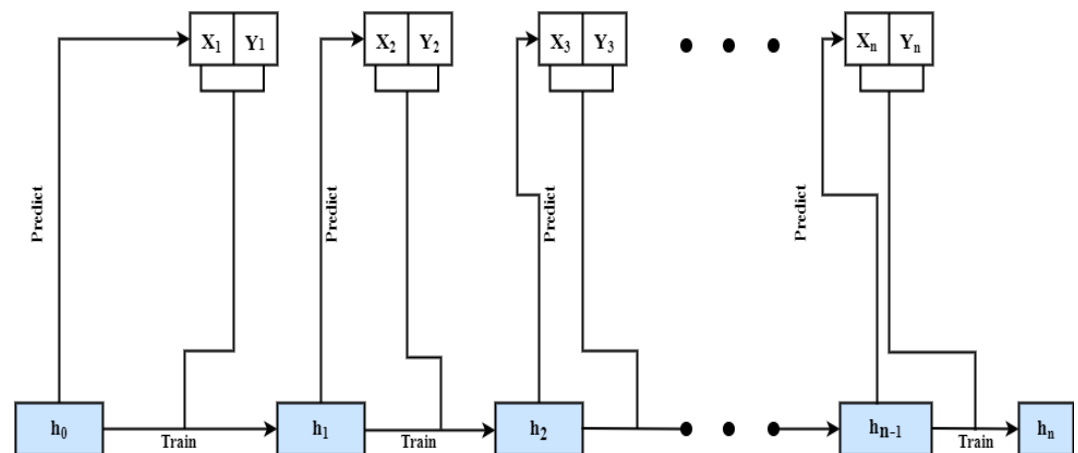 X₁ Y1 X₂ Y₂ X₃ Y₃ Xₙ Yₙ
Predict Predict Predict Predict
h₀ h₁ h₂ hₙ₋₁ hₙ
Train Train Train